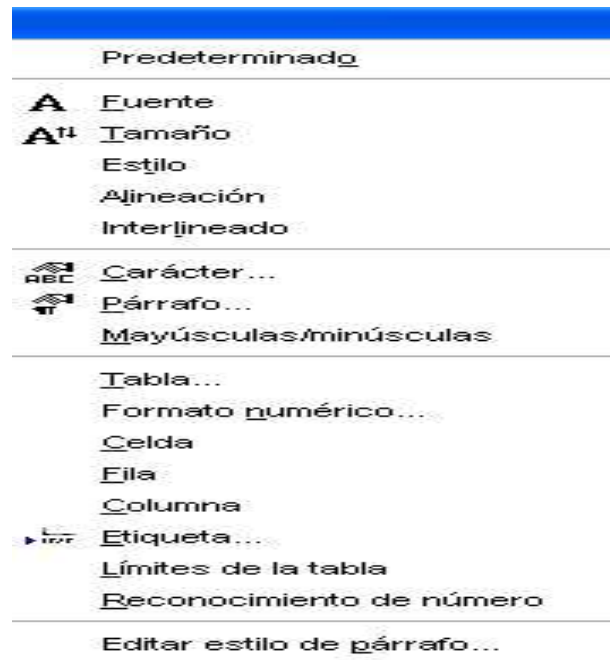 Predeterminado
Fuente
Tamaño
Estilo
Alineación
Interlineado
Carácter...
Párrafo...
Mayúsculas/minúsculas
Tabla...
Formato numérico...
Celda
Fila
Columna
Etiqueta...
Límites de la tabla
Reconocimiento de número
Editar estilo de párrafo...